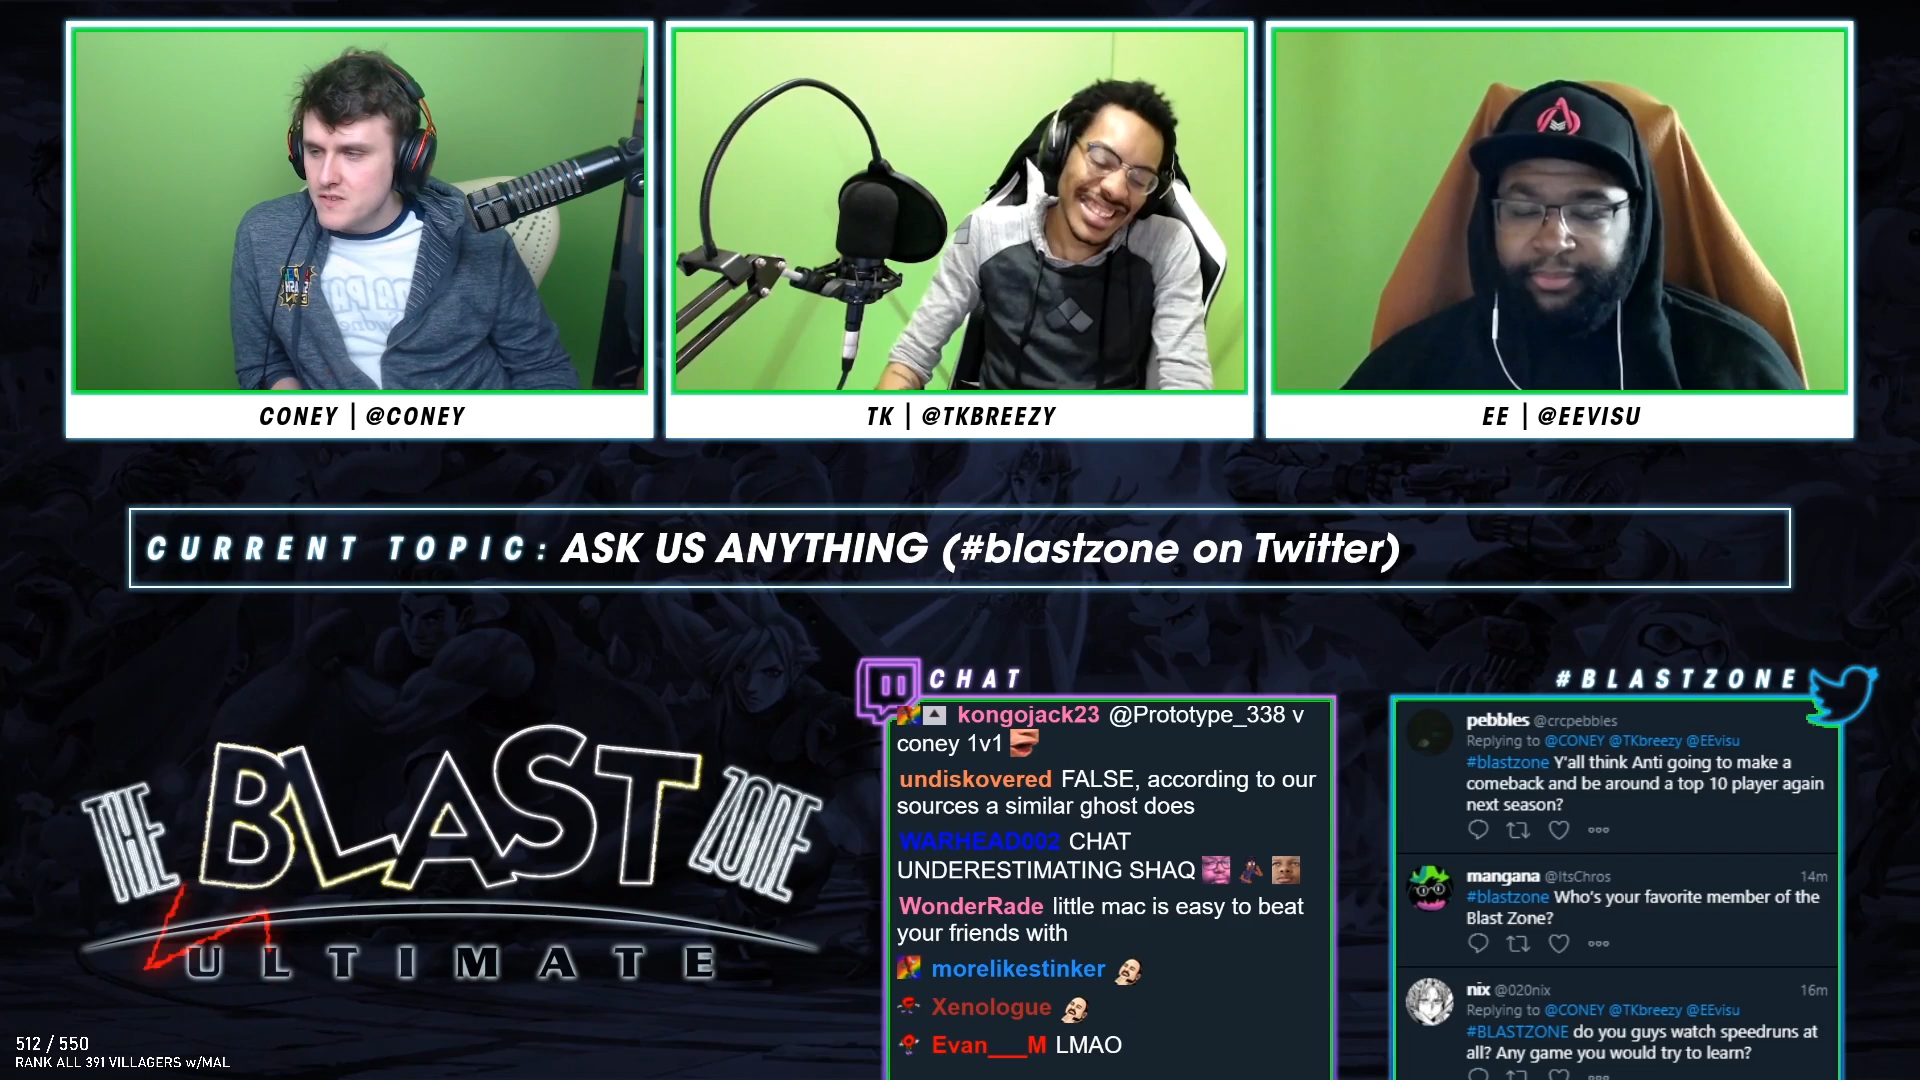 CONEY | @CONEY
TK | @TKBREEZY
EE | @EEVISU
CURRENT TOPIC: ASK US ANYTHING (#blastzone on Twitter)
THE BLAST ZONE
ULTIMATE
512 / 550
RANK ALL 391 VILLAGERS w/MAL
CHAT
kongojack23 @Prototype_338 v
coney 1v1
undiskovered FALSE, according to our
sources a similar ghost does
WARHEAD002 CHAT
UNDERESTIMATING SHAQ
WonderRade little mac is easy to beat
your friends with
morelikestinker
Xenologue
Evan___M LMAO
#BLASTZONE
pebbles @crcpebbles
Replying to @CONEY @TKbreezy @EEvisu
#blastzone Y'all think Anti going to make a
comeback and be around a top 10 player again
next season?
mangana @ItsChros 14m
#blastzone Who's your favorite member of the
Blast Zone?
nix @020nix 16m
Replying to @CONEY @TKbreezy @EEvisu
#BLASTZONE do you guys watch speedruns at
all? Any game you would try to learn?